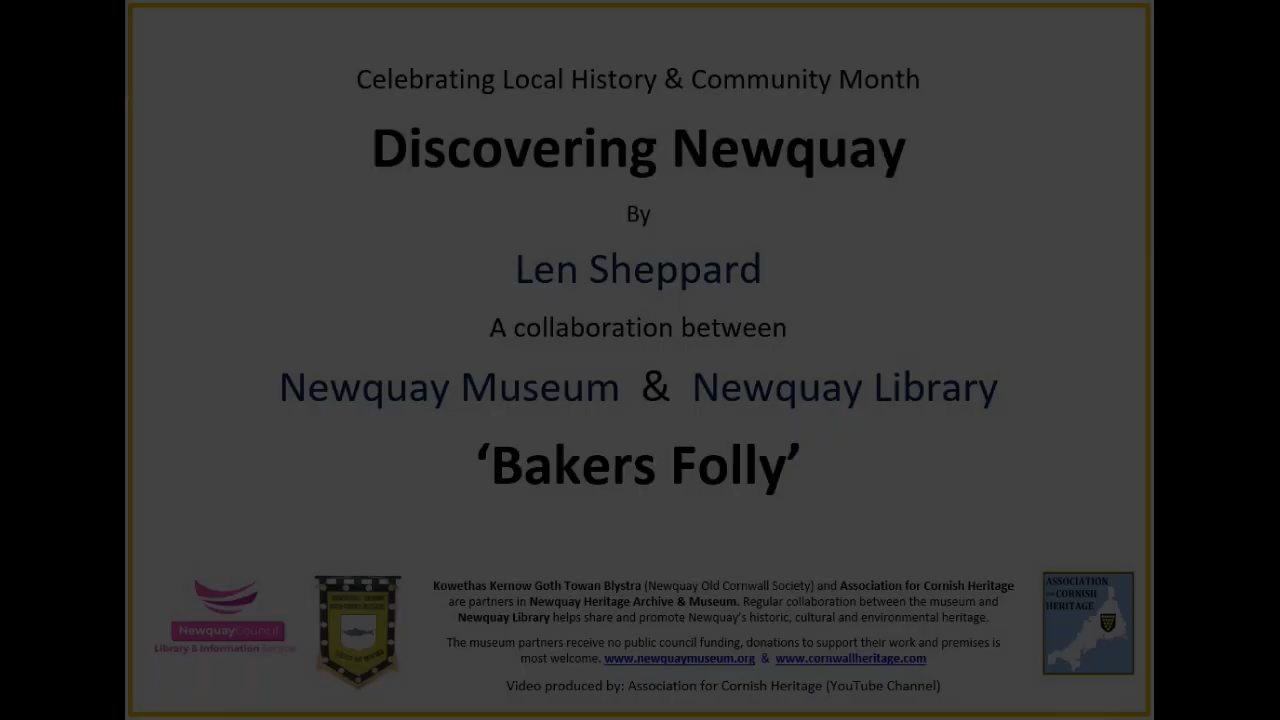 Celebrating Local History & Community Month
Discovering Newquay
By
Len Sheppard
A collaboration between
Newquay Museum & Newquay Library
‘Bakers Folly’
Kowethas Kernow Goth Towan Blystra (Newquay Old Cornwall Society) and Association for Cornish Heritage
are partners in Newquay Heritage Archive & Museum. Regular collaboration between the museum and
Newquay Library helps share and promote Newquay’s historic, cultural and environmental heritage.
The museum partners receive no public council funding, donations to support their work and premises is
most welcome. www.newquaymuseum.org & www.cornwallheritage.com
Video produced by: Association for Cornish Heritage (YouTube Channel)
NewquayCouncil
Library & Information Service
ASSOCIATION
for CORNISH
HERITAGE